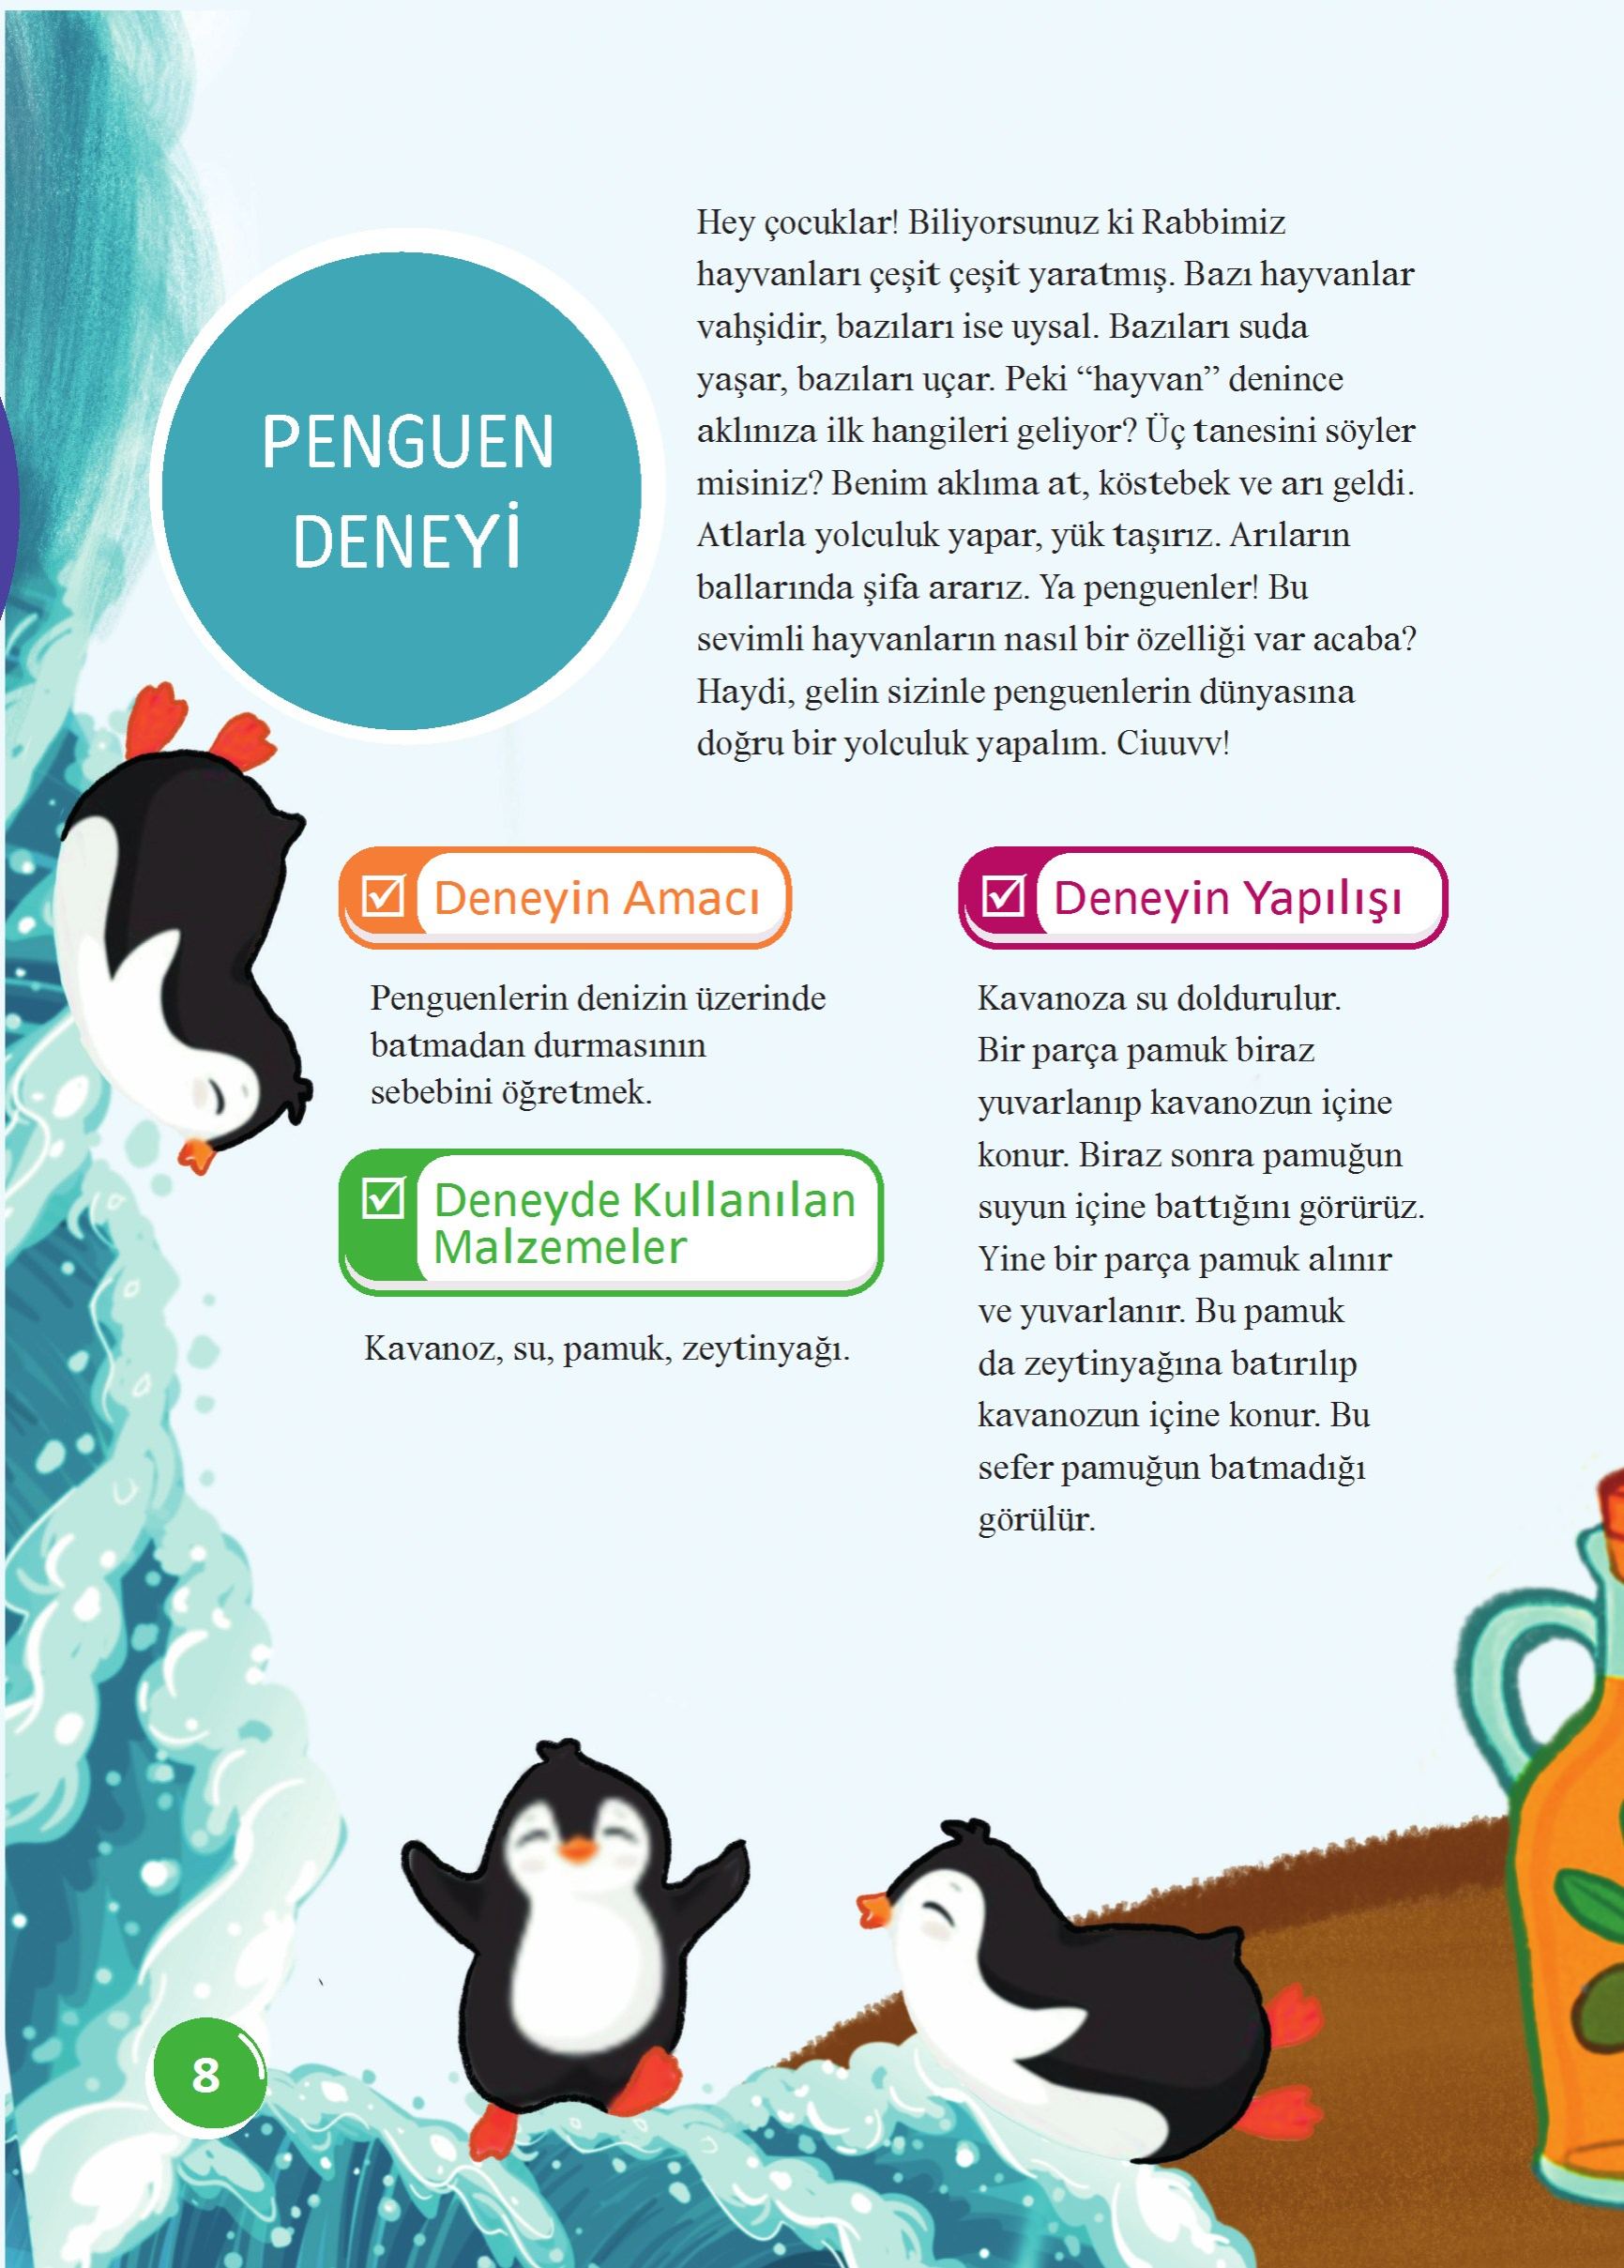 PENGUEN
DENEYİ
Hey çocuklar! Biliyorsunuz ki Rabbimiz
hayvanları çeşit çeşit yaratmış. Bazı hayvanlar
vahşidir, bazıları ise uysal. Bazıları suda
yaşar, bazıları uçar. Peki “hayvan” denince
aklınıza ilk hangileri geliyor? Üç tanesini söyler
misiniz? Benim aklıma at, köstebek ve arı geldi.
Atlarla yolculuk yapar, yük taşırız. Arıların
ballarında şifa ararız. Ya penguenler! Bu
sevimli hayvanların nasıl bir özelliği var acaba?
Haydi, gelin sizinle penguenlerin dünyasına
doğru bir yolculuk yapalım. Ciuuvv!
Deneyin Amacı
Penguenlerin denizin üzerinde
batmadan durmasının
sebebini öğretmek.
Deneyde Kullanılan
Malzemeler
Kavanoz, su, pamuk, zeytinyağı.
Deneyin Yapılışı
Kavanoza su doldurulur.
Bir parça pamuk biraz
yuvarlanıp kavanozun içine
konur. Biraz sonra pamuğun
suyun içine battığını görürüz.
Yine bir parça pamuk alınır
ve yuvarlanır. Bu pamuk
da zeytinyağına batırılıp
kavanozun içine konur. Bu
sefer pamuğun batmadığı
görülür.
8